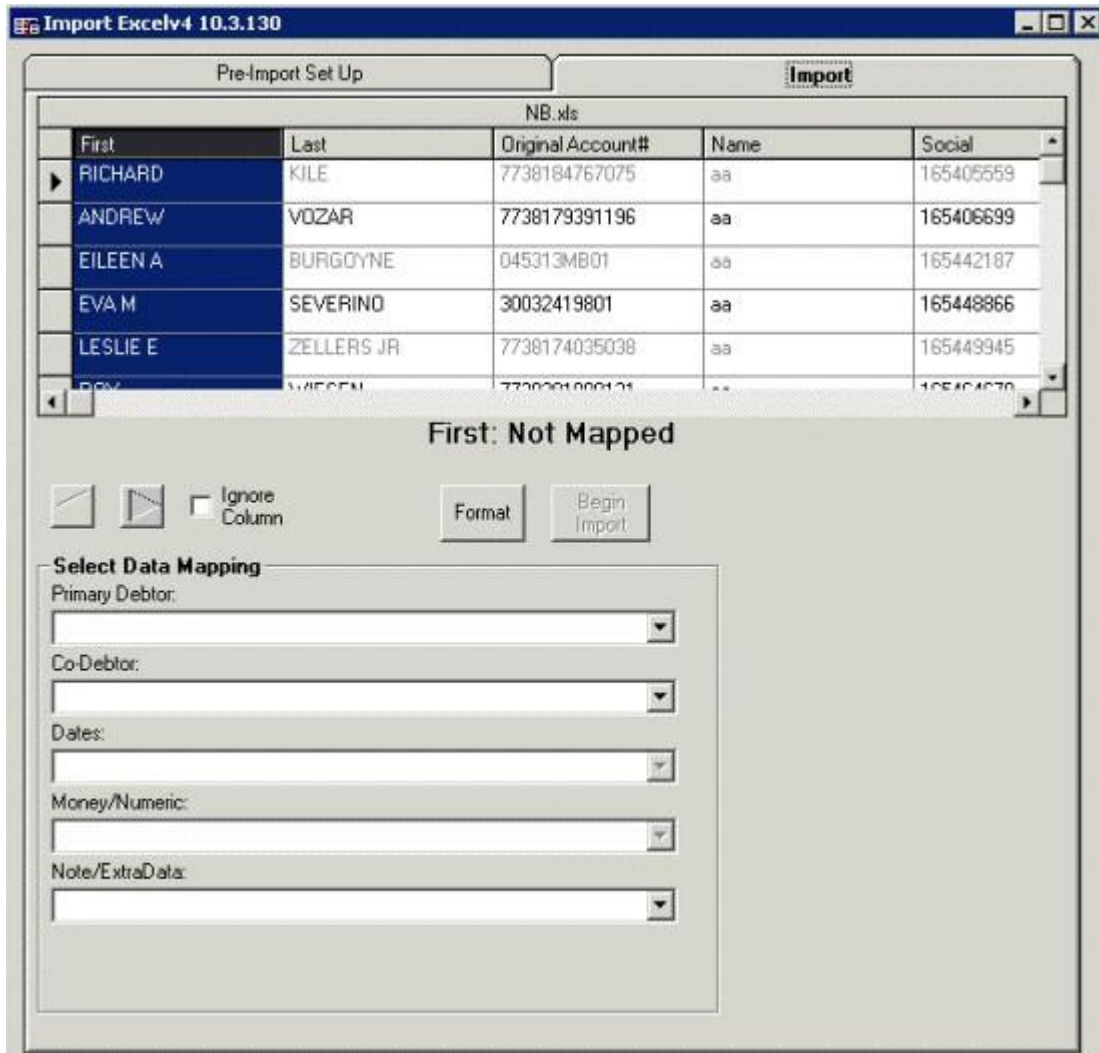 Import Excelv4 10.3.130
Pre-Import Set Up Import
NB.xls
First Last Original Account# Name Social
RICHARD KILE 7738184767075 aa 165405559
ANDREW VOZAR 7738179391196 aa 165406699
EILEEN A BURGOYNE 045313MB01 aa 165442187
EVA M SEVERINO 30032419801 aa 165448866
LESLIE E ZELLERS JR 7738174035038 aa 165449945
First: Not Mapped
Ignore
Column
Format
Begin
Import
Select Data Mapping
Primary Debtor:
Co-Debtor:
Dates:
Money/Numeric:
Note/ExtraData: